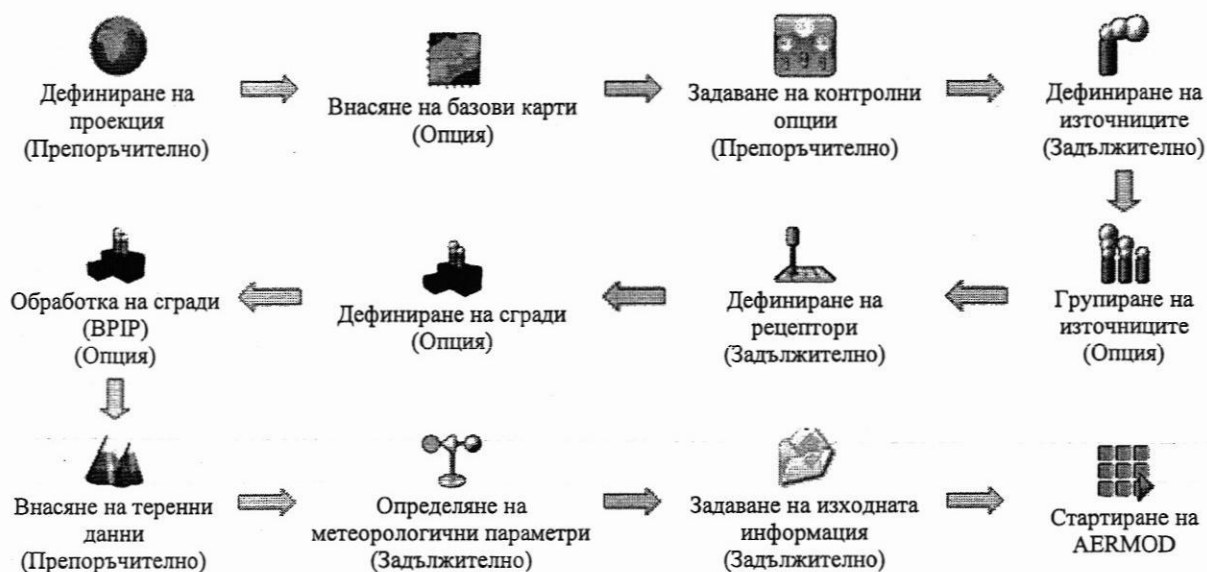 Дефиниране на
проекция
(Препоръчително)
Внасяне на базови карти
(Опция)
Задаване на контролни
опции
(Препоръчително)
Дефиниране на
източниците
(Задължително)
Групиране на
източниците
(Опция)
Дефиниране на
рецептори
(Задължително)
Дефиниране на сгради
(Опция)
Обработка на сгради
(BPIP)
(Опция)
Внасяне на теренни
данни
(Препоръчително)
Определяне на
метеорологични параметри
(Задължително)
Задаване на изходната
информация
(Задължително)
Стартиране на
AERMOD